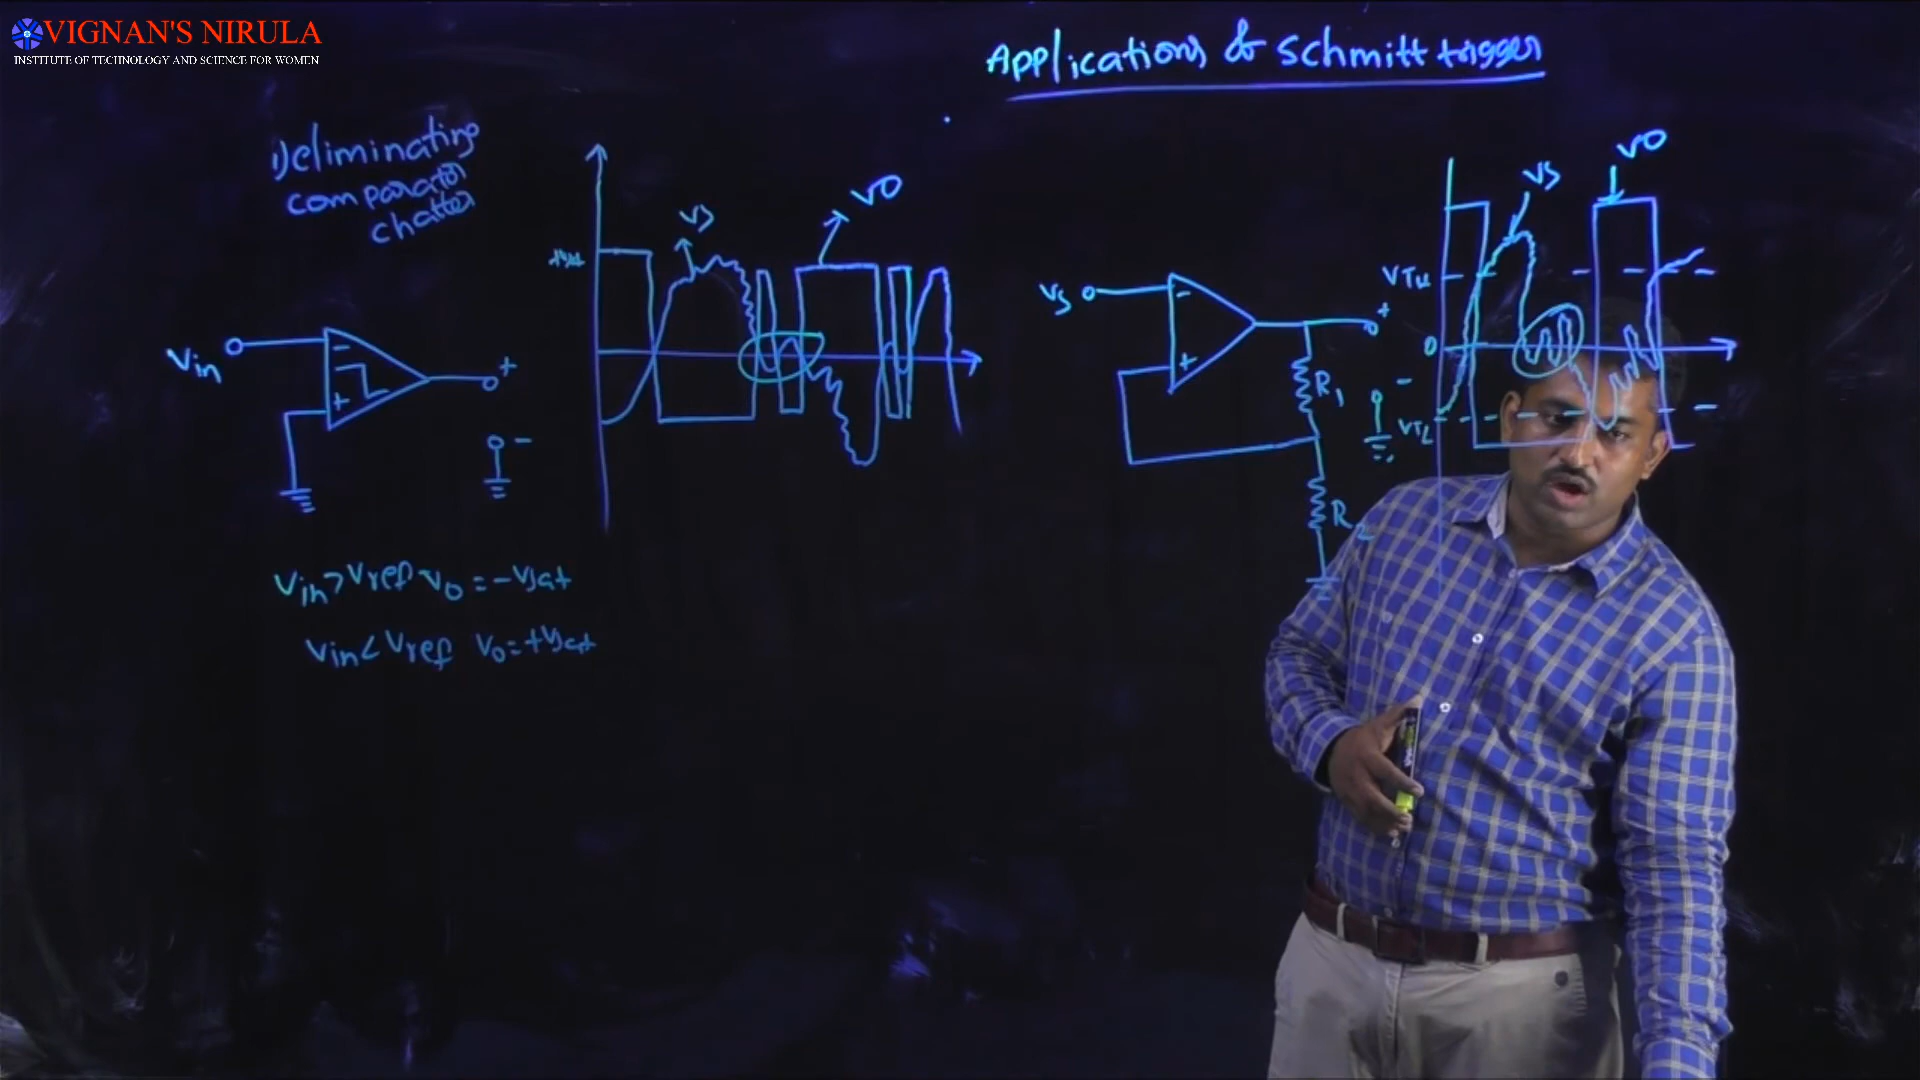 VIGNAN'S NIRULA
INSTITUTE OF TECHNOLOGY AND SCIENCE FOR WOMEN
Applications & Schmitt trigger
1) eliminating
comparator
chatter
Vin
-
+
+
-
+Vsat
Vs
Vo
Vin > Vref Vo = -Vsat
Vin < Vref Vo = +Vsat
Vs
-
+
+
-
R1
R2
VTu
0
VTL
Vs
Vo